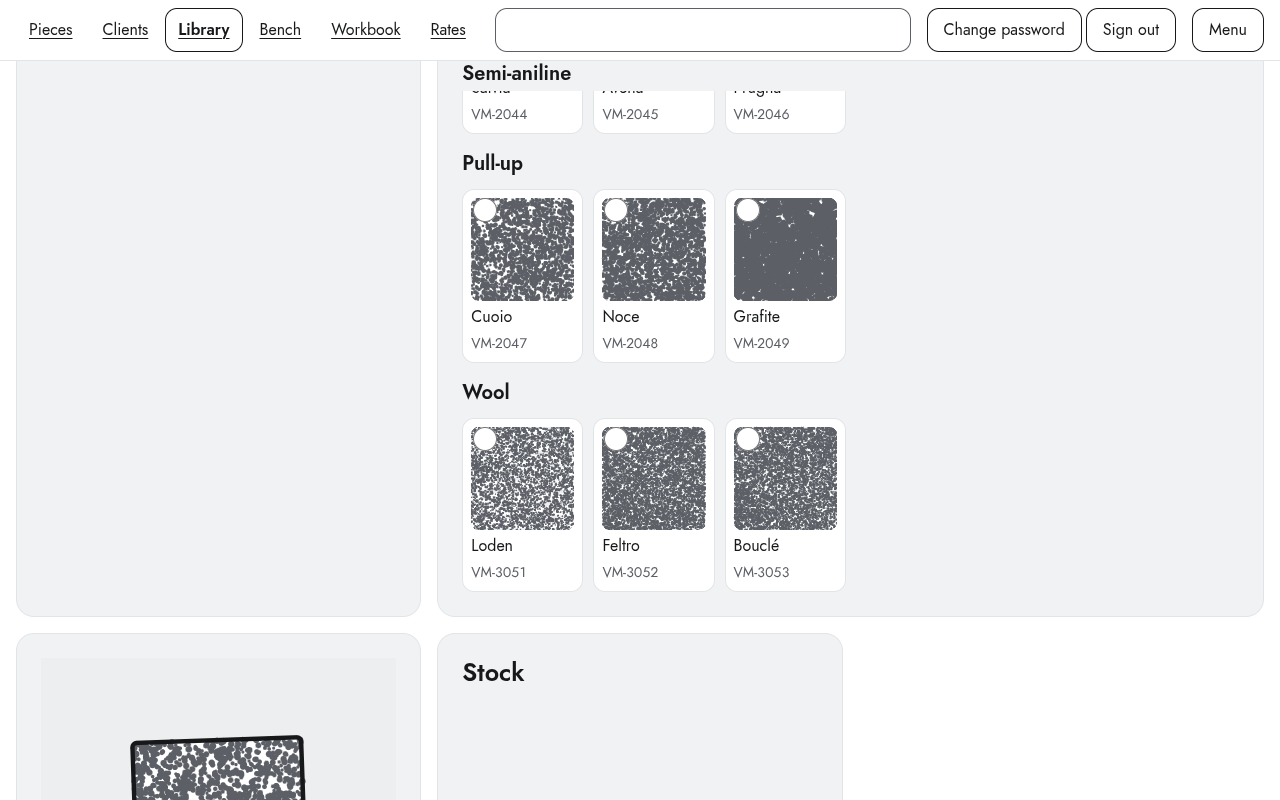 Pieces Clients Library Bench Workbook Rates Change password Sign out Menu
Semi-aniline
VM-2044 VM-2045 VM-2046
Pull-up
Cuoio Noce Grafite
VM-2047 VM-2048 VM-2049
Wool
Loden Feltro Bouclé
VM-3051 VM-3052 VM-3053
Stock